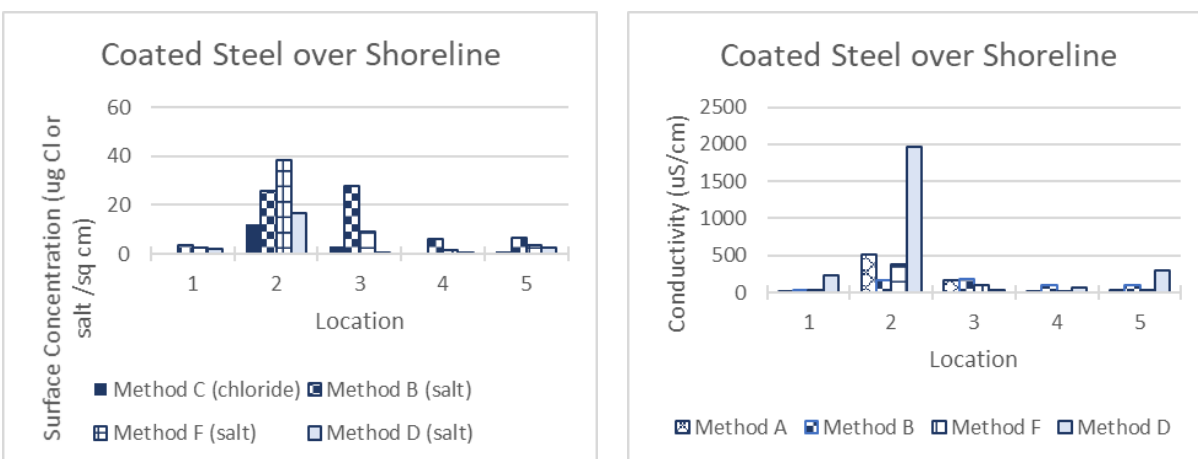 Coated Steel over Shoreline
Surface Concentration (ug Cl or
salt /sq cm)
60
40
20
0
1 2 3 4 5
Location
Method C (chloride) Method B (salt)
Method F (salt) Method D (salt)
Coated Steel over Shoreline
Conductivity (uS/cm)
2500
2000
1500
1000
500
0
1 2 3 4 5
Location
Method A Method B Method F Method D